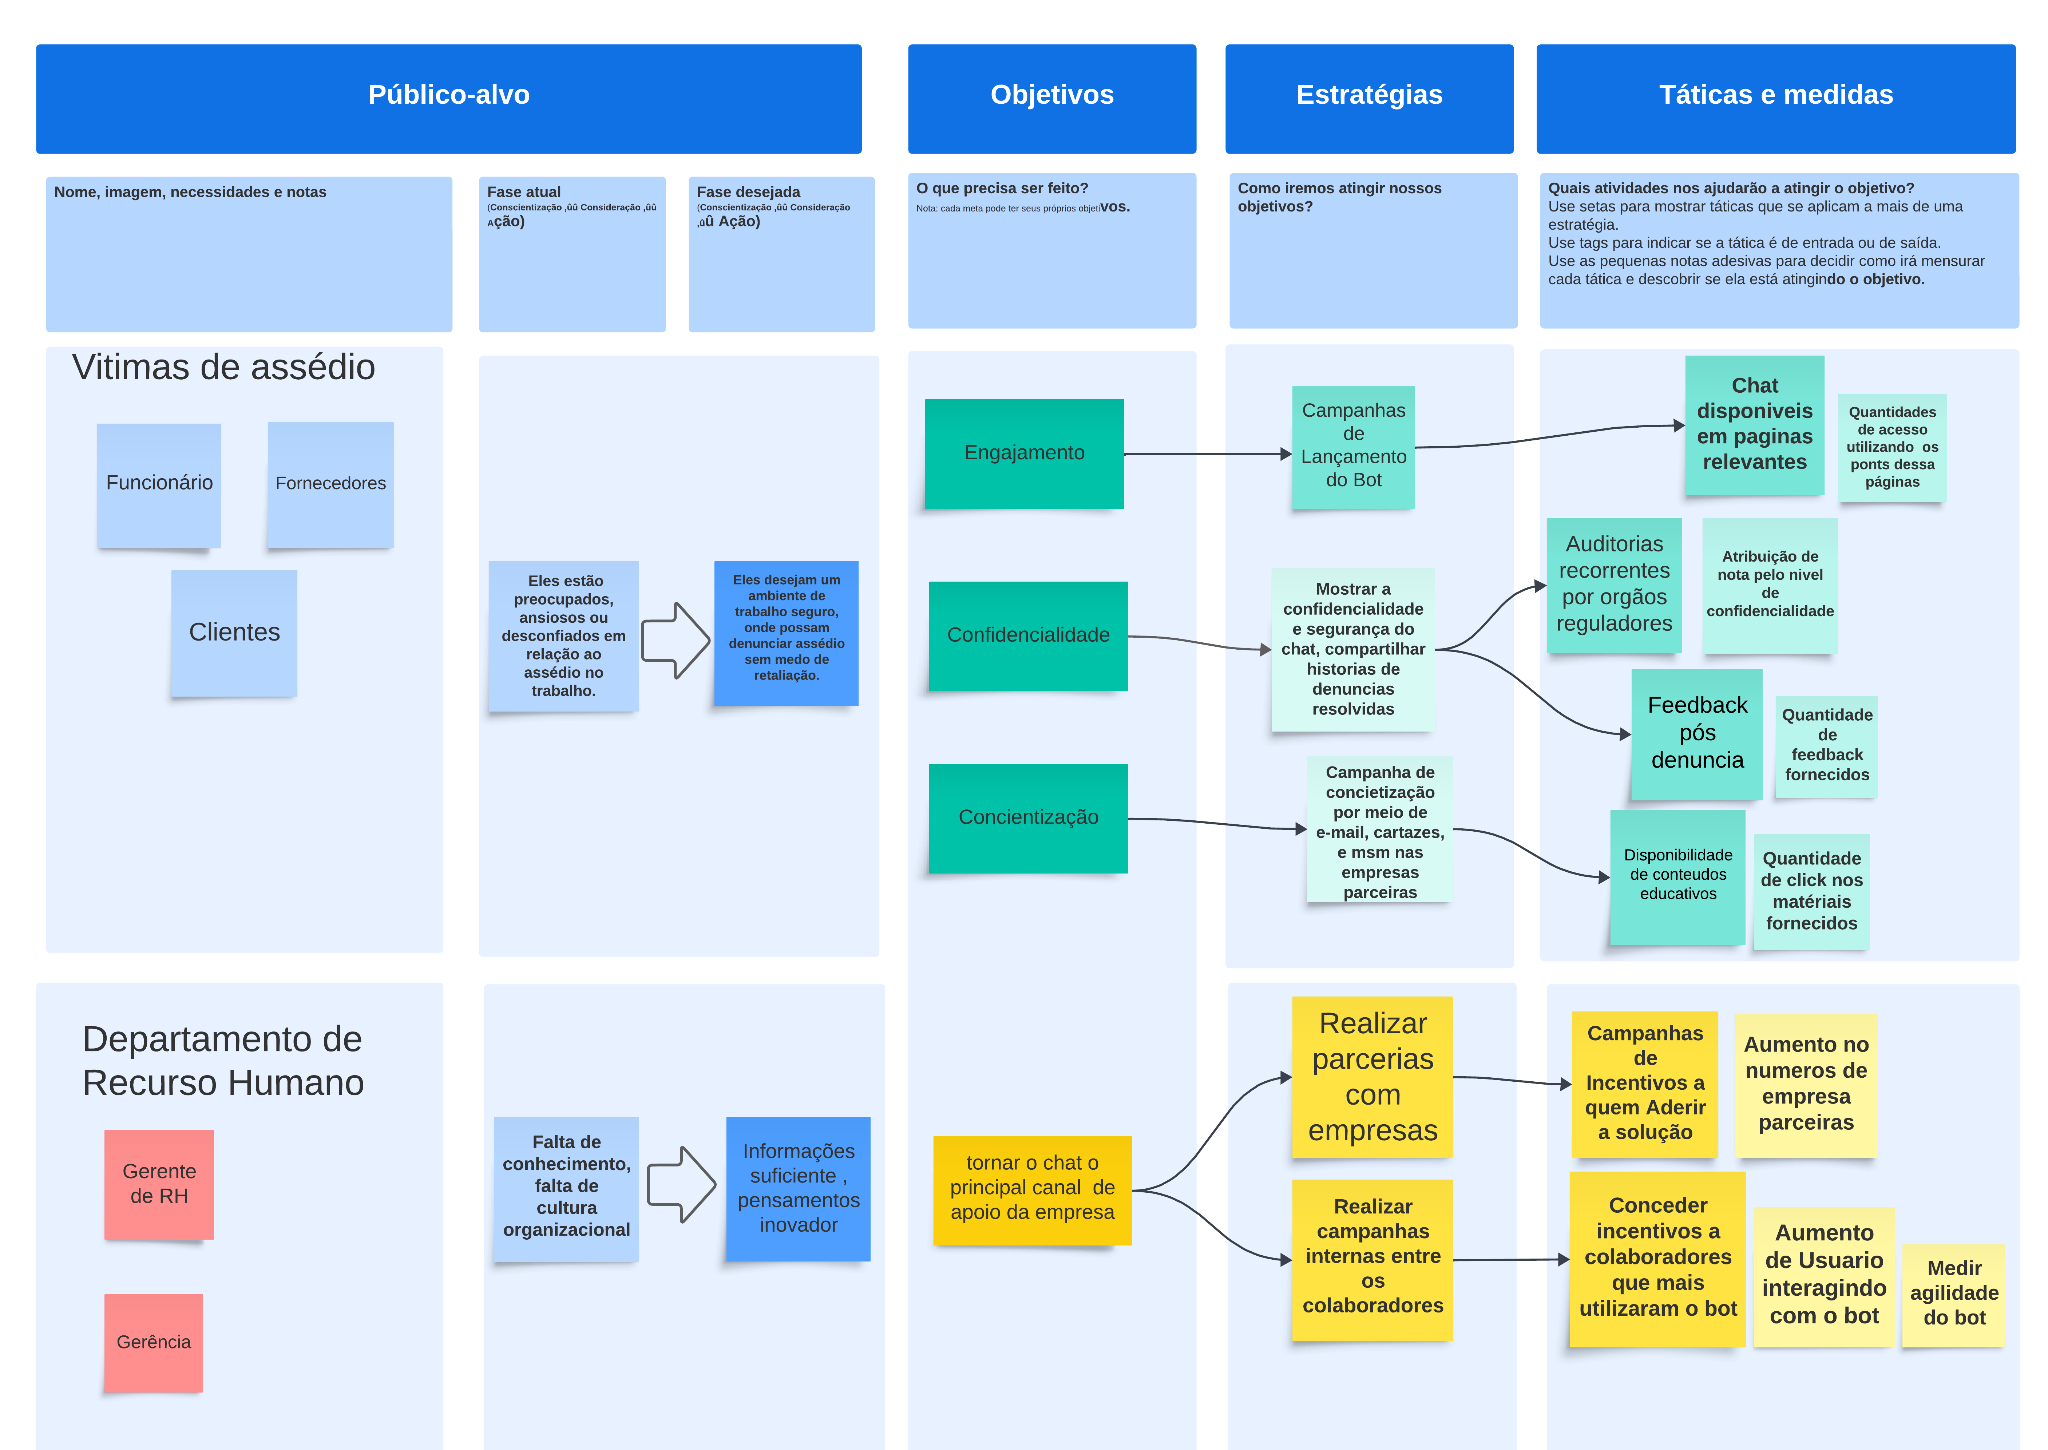 Público-alvo
Objetivos
Estratégias
Táticas e medidas
Nome, imagem, necessidades e notas
Fase atual
(Conscientização ,ûû Consideração ,ûû
Ação)
Fase desejada
(Conscientização ,ûû Consideração
,ûû Ação)
O que precisa ser feito?
Nota: cada meta pode ter seus próprios objetivos.
Como iremos atingir nossos
objetivos?
Quais atividades nos ajudarão a atingir o objetivo?
Use setas para mostrar táticas que se aplicam a mais de uma
estratégia.
Use tags para indicar se a tática é de entrada ou de saída.
Use as pequenas notas adesivas para decidir como irá mensurar
cada tática e descobrir se ela está atingindo o objetivo.
Vitimas de assédio
Funcionário
Fornecedores
Clientes
Eles estão
preocupados,
ansiosos ou
desconfiados em
relação ao
assédio no
trabalho.
Eles desejam um
ambiente de
trabalho seguro,
onde possam
denunciar assédio
sem medo de
retaliação.
Engajamento
Confidencialidade
Concientização
Campanhas
de
Lançamento
do Bot
Mostrar a
confidencialidade
e segurança do
chat, compartilhar
historias de
denuncias
resolvidas
Campanha de
concietização
por meio de
e-mail, cartazes,
e msm nas
empresas
parceiras
Chat
disponiveis
em paginas
relevantes
Quantidades
de acesso
utilizando  os
ponts dessa
páginas
Auditorias
recorrentes
por orgãos
reguladores
Atribuição de
nota pelo nivel
de
confidencialidade
Feedback
pós
denuncia
Quantidade
de
feedback
fornecidos
Disponibilidade
de conteudos
educativos
Quantidade
de click nos
matériais
fornecidos
Departamento de
Recurso Humano
Gerente
de RH
Gerência
Falta de
conhecimento,
falta de
cultura
organizacional
Informações
suficiente ,
pensamentos
inovador
tornar o chat o
principal canal  de
apoio da empresa
Realizar
parcerias
com
empresas
Realizar
campanhas
internas entre
os
colaboradores
Campanhas
de
Incentivos a
quem Aderir
a solução
Aumento no
numeros de
empresa
parceiras
Conceder
incentivos a
colaboradores
que mais
utilizaram o bot
Aumento
de Usuario
interagindo
com o bot
Medir
agilidade
do bot